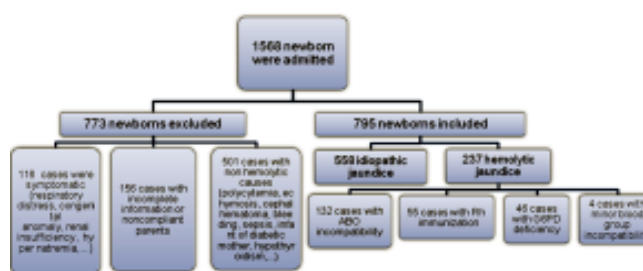 1568 newborn
were admitted
773 newborns excluded
795 newborns included
118 cases were
symptomatic
(respiratory
distress, congen
tal
anomaly, renal
insufficiency, hy
per natremia,...)
156 cases with
incomplete
information or
noncompliant
parents
501 cases with
non hemolytic
causes
(polycytemia, ec
hymosis, cephal
hematoma, blee
ding, sepsis, infa
nt of diabetic
mother, hypothyr
oidism,...)
558 idiopathic
jaundice
237 hemolytic
jaundice
132 cases with
ABO
incompatibility
55 cases with Rh
immunization
46 cases
with G6PD
deficiency
4 cases with
minor blood
group
incompatibility